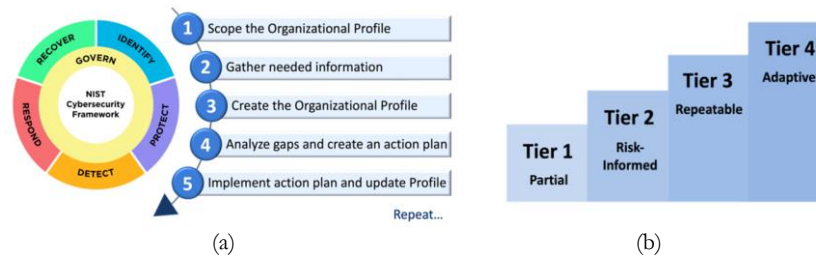 RECOVER
IDENTIFY
GOVERN
NIST
Cybersecurity
Framework
RESPOND
PROTECT
DETECT
1 Scope the Organizational Profile
2 Gather needed information
3 Create the Organizational Profile
4 Analyze gaps and create an action plan
5 Implement action plan and update Profile
Repeat...
(a)
Tier 1
Partial
Tier 2
Risk-
Informed
Tier 3
Repeatable
Tier 4
Adaptive
(b)